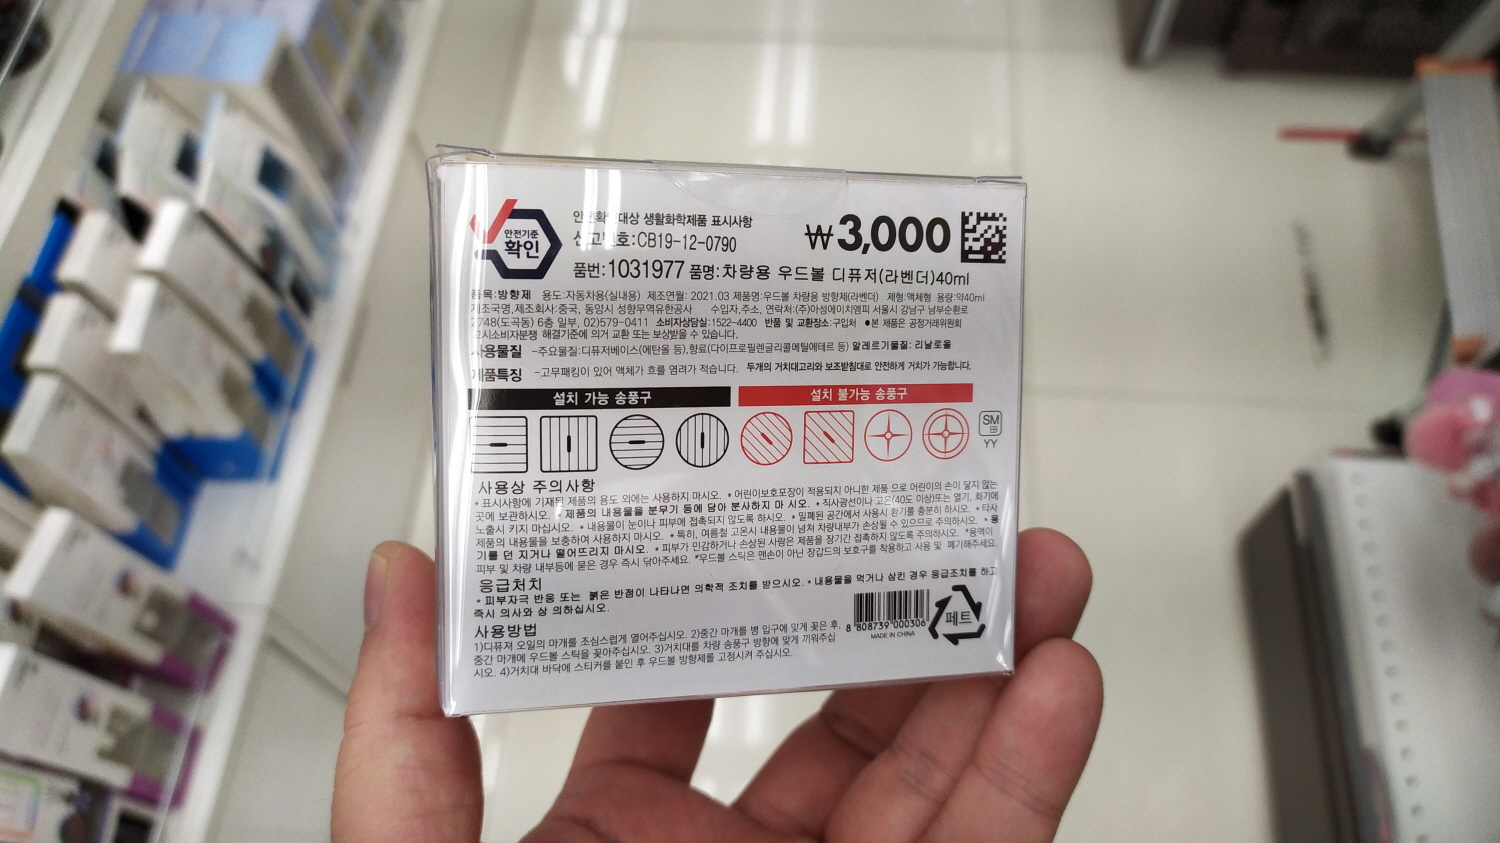 안전기준
확인
안전확인대상 생활화학제품 표시사항
신고번호:CB19-12-0790
₩3,000
품번:1031977 품명:차량용 우드볼 디퓨저(라벤더)40ml
품목:방향제 용도:자동차용(실내용) 제조연월: 2021.03 제품명:우드볼 차량용 방향제(라벤더) 제형:액체형 용량:약40ml
제조국명,제조회사:중국, 동양시 성향무역유한공사 수입자,주소, 연락처:(주)아성에이치엠피 서울시 강남구 남부순환로
2748(도곡동) 6층 일부, 02)579-0411 소비자상담실:1522-4400 반품 및 교환장소:구입처 ●본 제품은 공정거래위원회
고시소비자분쟁 해결기준에 의거 교환 또는 보상받을 수 있습니다.
사용물질 -주요물질:디퓨저베이스(에탄올 등),향료(다이프로필렌글리콜메틸에테르 등) 알레르기물질: 리날로올
제품특징 -고무패킹이 있어 액체가 흐를 염려가 적습니다. 두개의 거치대고리와 보조받침대로 안전하게 거치가 가능합니다.
설치 가능 송풍구
설치 불가능 송풍구
SM
YY
사용상 주의사항
* 표시사항에 기재된 제품의 용도 외에는 사용하지 마시오. * 어린이보호포장이 적용되지 아니한 제품 으로 어린이의 손이 닿지 않는
곳에 보관하시오. * 제품의 내용물을 분무기 등에 담아 분사하지 마 시오. * 직사광선이나 고온(40도 이상)또는 열기, 화기에
노출시 키지 마십시오. * 내용물이 눈이나 피부에 접촉되지 않도록 하시오. * 밀폐된 공간에서 사용시 환기를 충분히 하시오. * 타사
제품의 내용물을 보충하여 사용하지 마시오. * 특히, 여름철 고온시 내용물이 넘쳐 차량내부가 손상될 수 있으므로 주의하시오. * 용
기를 던 지거나 떨어뜨리지 마시오. * 피부가 민감하거나 손상된 사람은 제품을 장기간 접촉하지 않도록 주의하시오. *용액이
피부 및 차량 내부등에 묻은 경우 즉시 닦아주세요. *우드볼 스틱은 맨손이 아닌 장갑드의 보호구를 착용하고 사용 및 폐기해주세요.
응급처치
* 피부자극 반응 또는 붉은 반점이 나타나면 의학적 조치를 받으시오. * 내용물을 먹거나 삼킨 경우 응급조치를 하고
즉시 의사와 상 의하십시오.
사용방법
1)디퓨져 오일의 마개를 조심스럽게 열어주십시오. 2)중간 마개를 병 입구에 맞게 꽂은 후,
중간 마개에 우드볼 스틱을 꽂아주십시오. 3)거치대를 차량 송풍구 방향에 맞게 끼워주십
시오. 4)거치대 바닥에 스티커를 붙인 후 우드볼 방향제를 고정시켜 주십시오.
8 808739 000306
MADE IN CHINA
페트